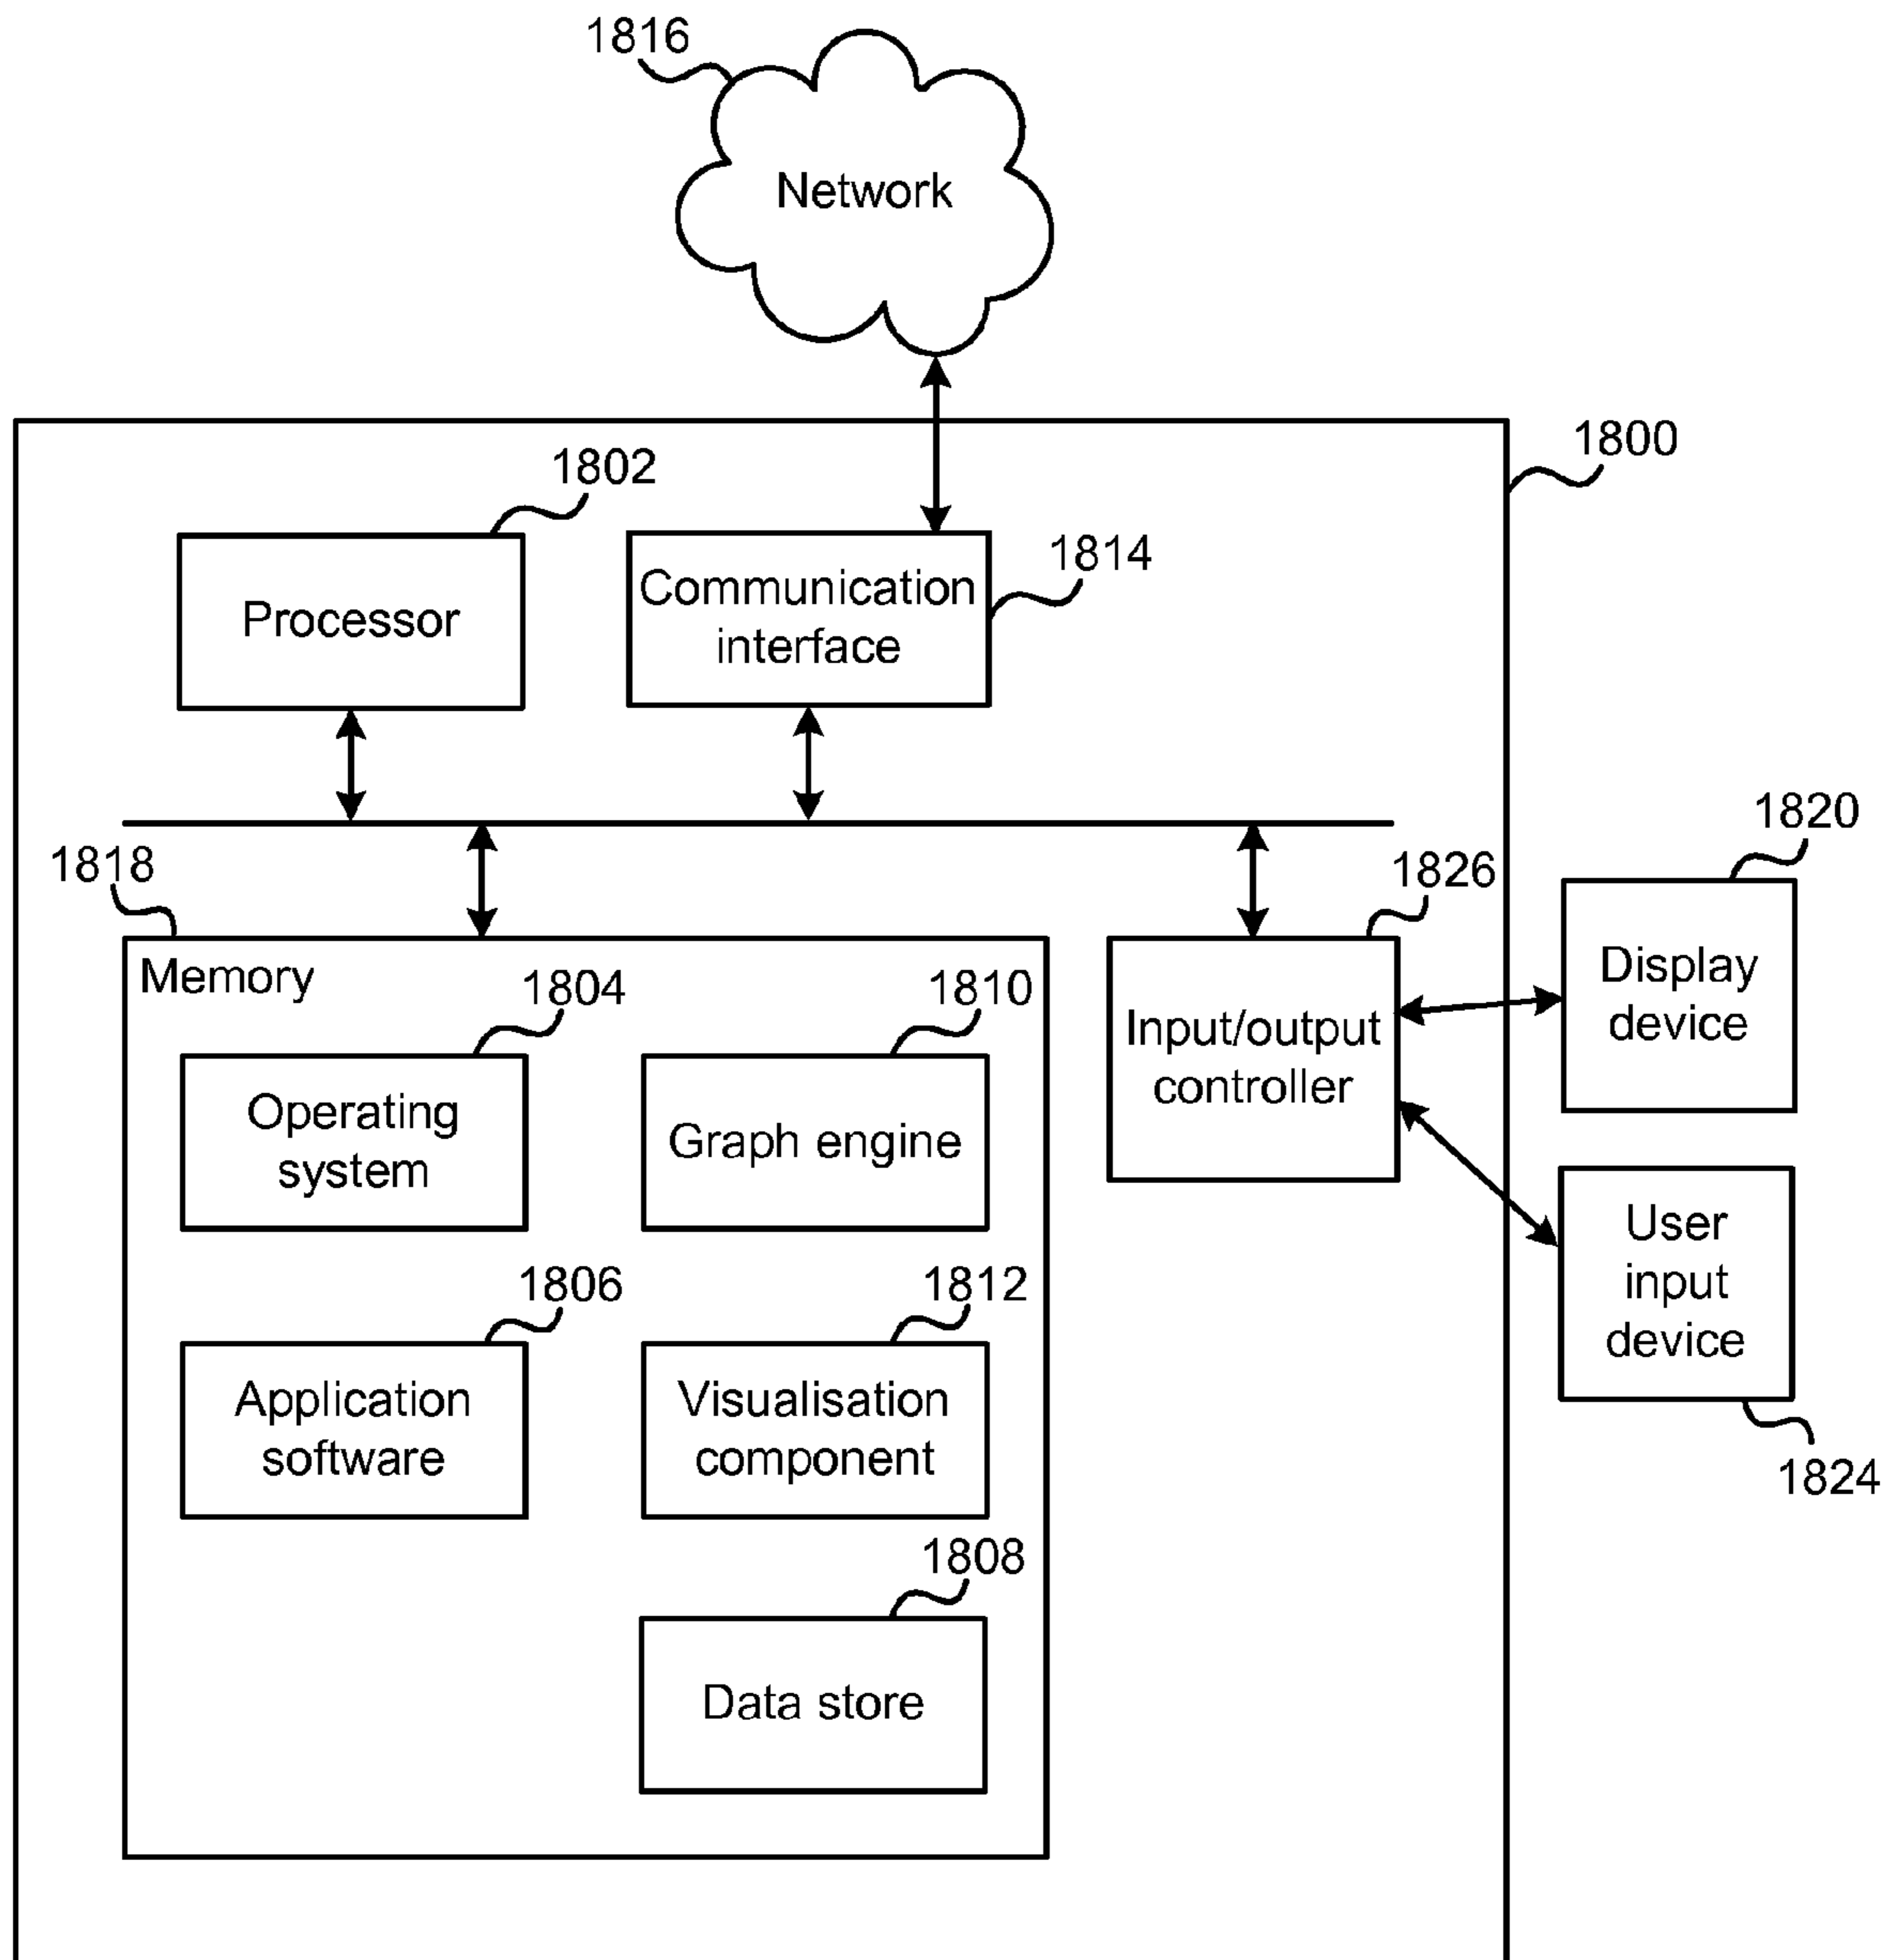 1816
Network
1800
1802
Processor
1814
Communication
interface
1818
Memory
1804
Operating
system
1810
Graph engine
1806
Application
software
1812
Visualisation
component
1808
Data store
1826
Input/output
controller
1820
Display
device
User
input
device
1824